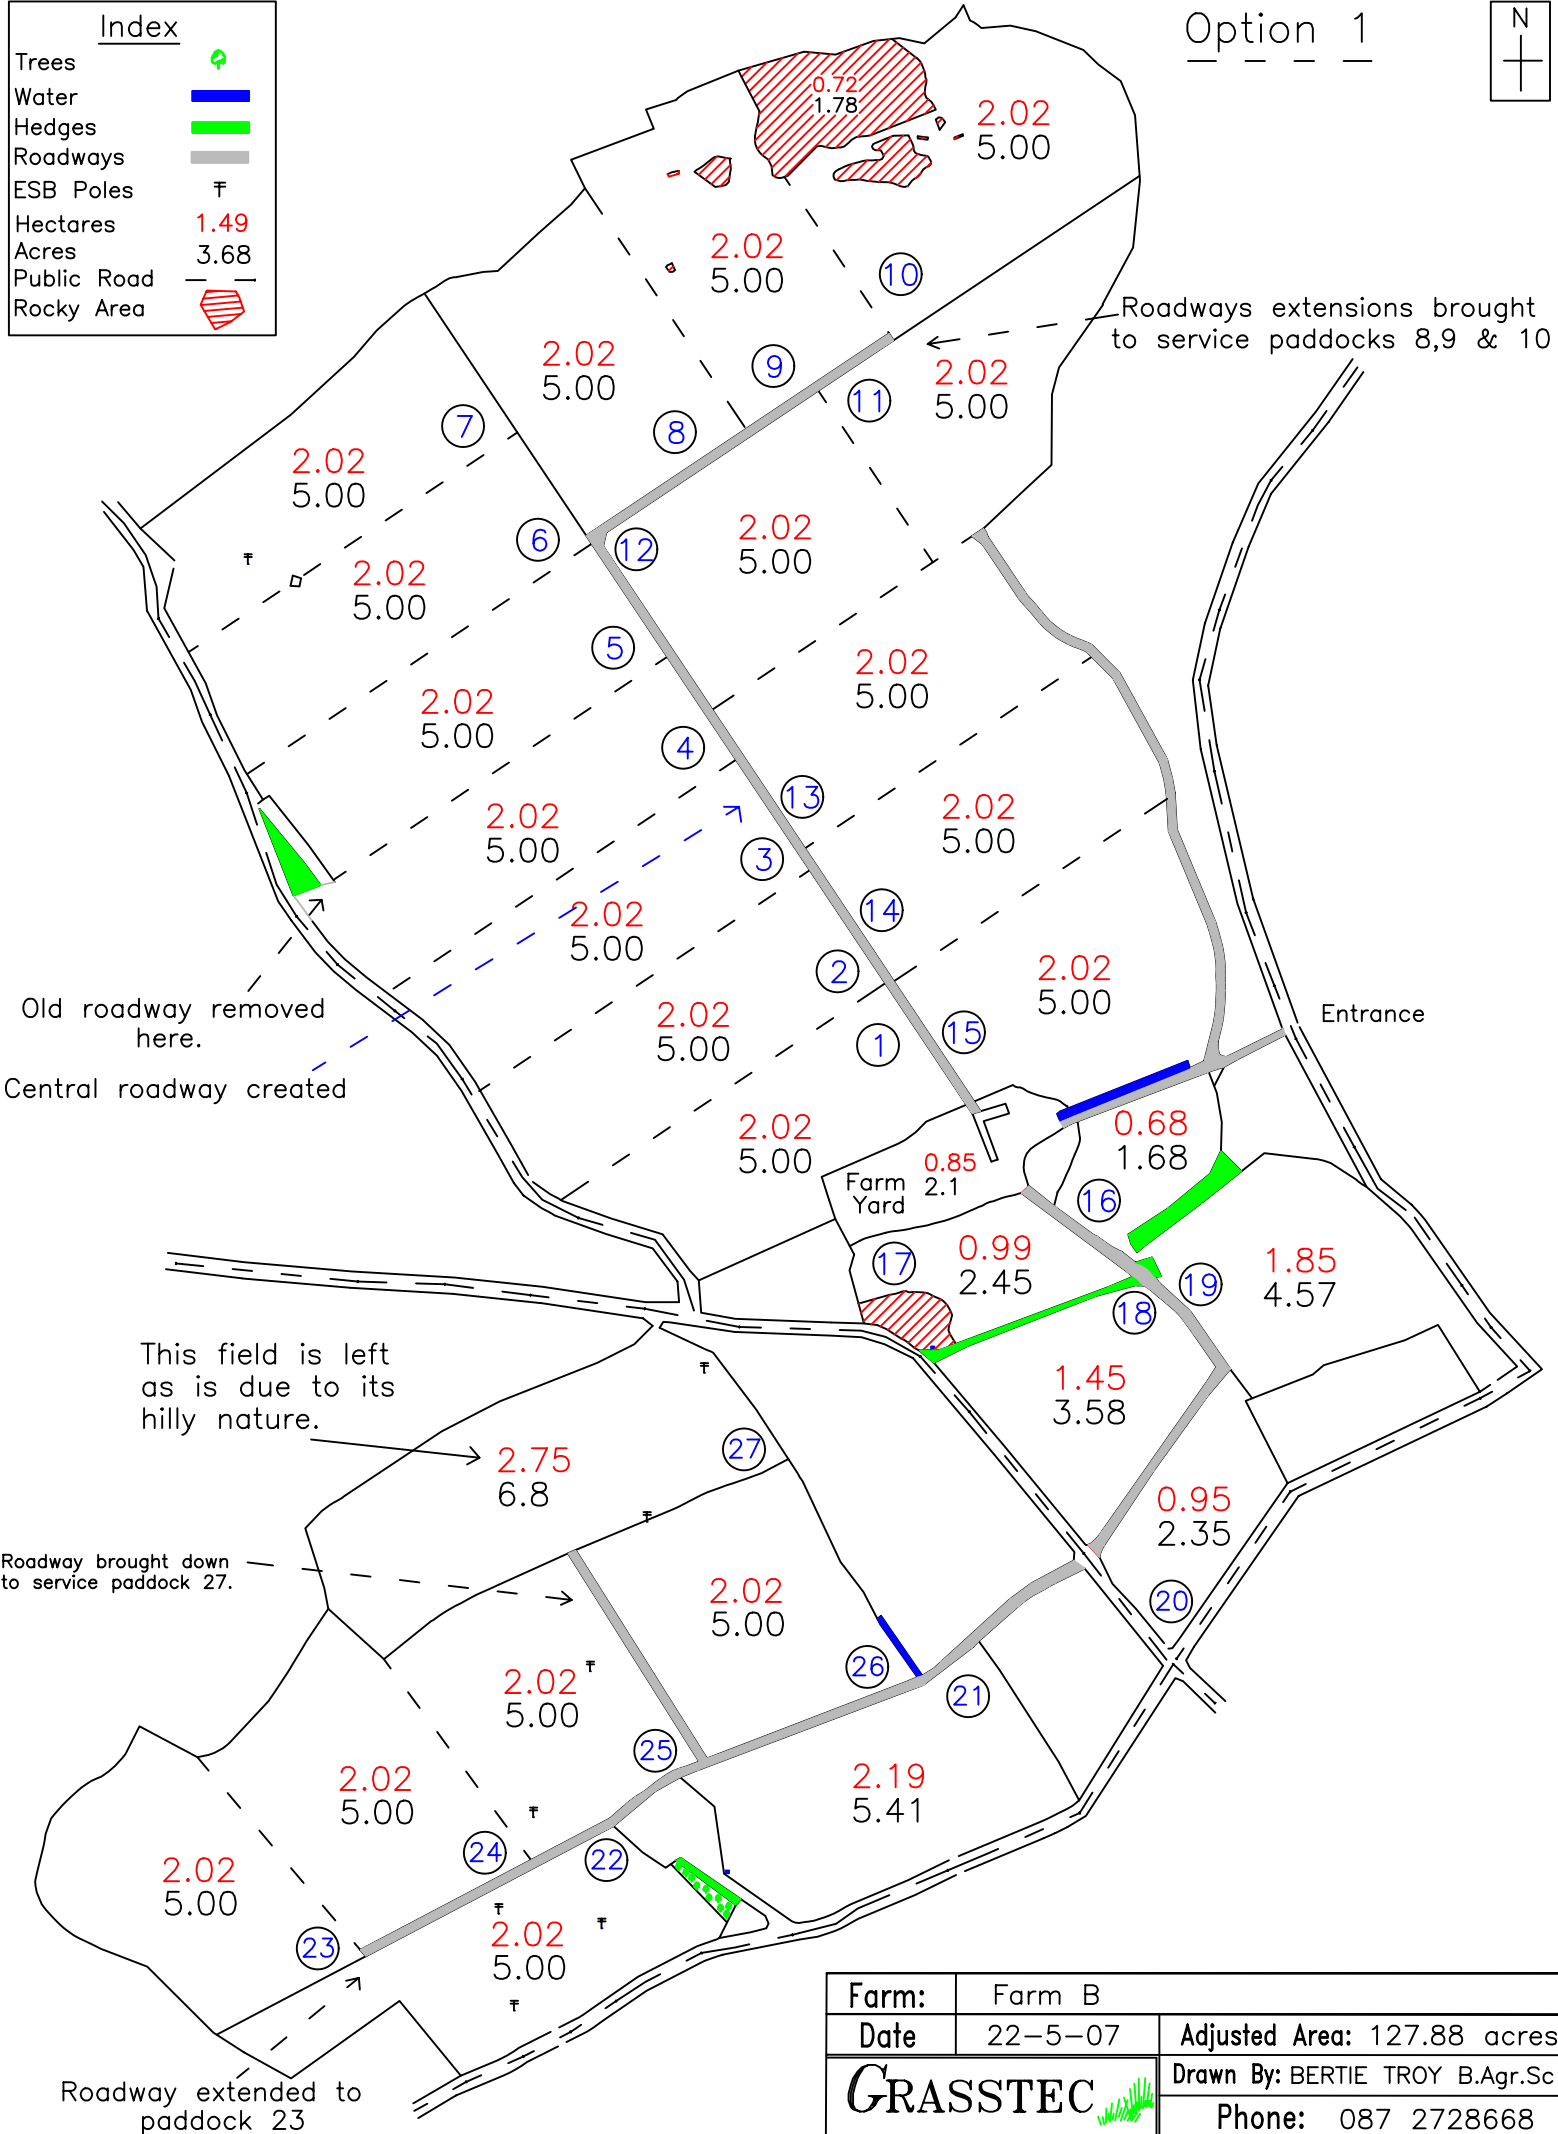 Index
Trees
Water
Hedges
Roadways
ESB Poles
Hectares 1.49
Acres 3.68
Public Road
Rocky Area
Option 1
N
0.72
1.78
2.02
5.00
2.02
5.00
10
Roadways extensions brought
to service paddocks 8,9 & 10
2.02
5.00
9
2.02
5.00
11
8
7
2.02
5.00
6
12
2.02
5.00
2.02
5.00
5
2.02
5.00
2.02
5.00
4
13
2.02
5.00
3
2.02
5.00
14
2.02
5.00
2
2.02
5.00
Old roadway removed
here.
2.02
5.00
1
15
Entrance
Central roadway created
2.02
5.00
0.68
1.68
Farm
Yard
0.85
2.1
16
17
0.99
2.45
1.85
4.57
19
18
This field is left
as is due to its
hilly nature.
1.45
3.58
2.75
6.8
27
0.95
2.35
Roadway brought down
to service paddock 27.
2.02
5.00
20
26
21
2.02
5.00
25
2.02
5.00
2.19
5.41
24
22
2.02
5.00
23
2.02
5.00
Roadway extended to
paddock 23
Farm: Farm B
Date 22-5-07 Adjusted Area: 127.88 acres
GRASSTEC
Drawn By: BERTIE TROY B.Agr.Sc
Phone: 087 2728668